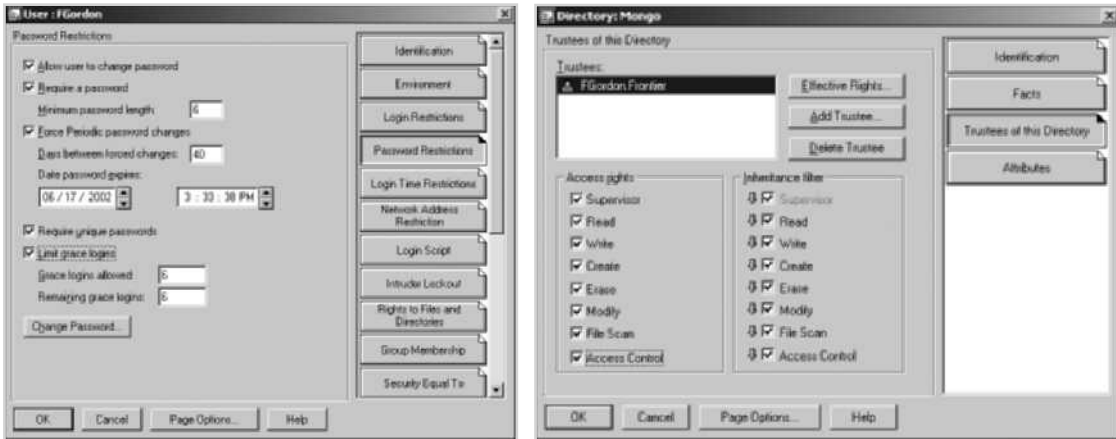 User : FGordon
Password Restrictions
Allow user to change password
Require a password
Minimum password length:
6
Force Periodic password changes
Days between forced changes:
40
Date password expires:
06 / 17 / 2002
3 : 33 : 38 PM
Require unique passwords
Limit grace logins
Grace logins allowed:
6
Remaining grace logins:
6
Change Password...
Identification
Environment
Login Restrictions
Password Restrictions
Login Time Restrictions
Network Address
Restriction
Login Script
Intruder Lockout
Rights to Files and
Directories
Group Membership
Security Equal To
OK
Cancel
Page Options...
Help
Directory: Mongo
Trustees of this Directory
Trustees:
FGordon.Frontier
Effective Rights...
Add Trustee...
Delete Trustee
Access rights
Supervisor
Read
Write
Create
Erase
Modify
File Scan
Access Control
Inheritance filter
Supervisor
Read
Write
Create
Erase
Modify
File Scan
Access Control
Identification
Facts
Trustees of this Directory
Attributes
OK
Cancel
Page Options...
Help